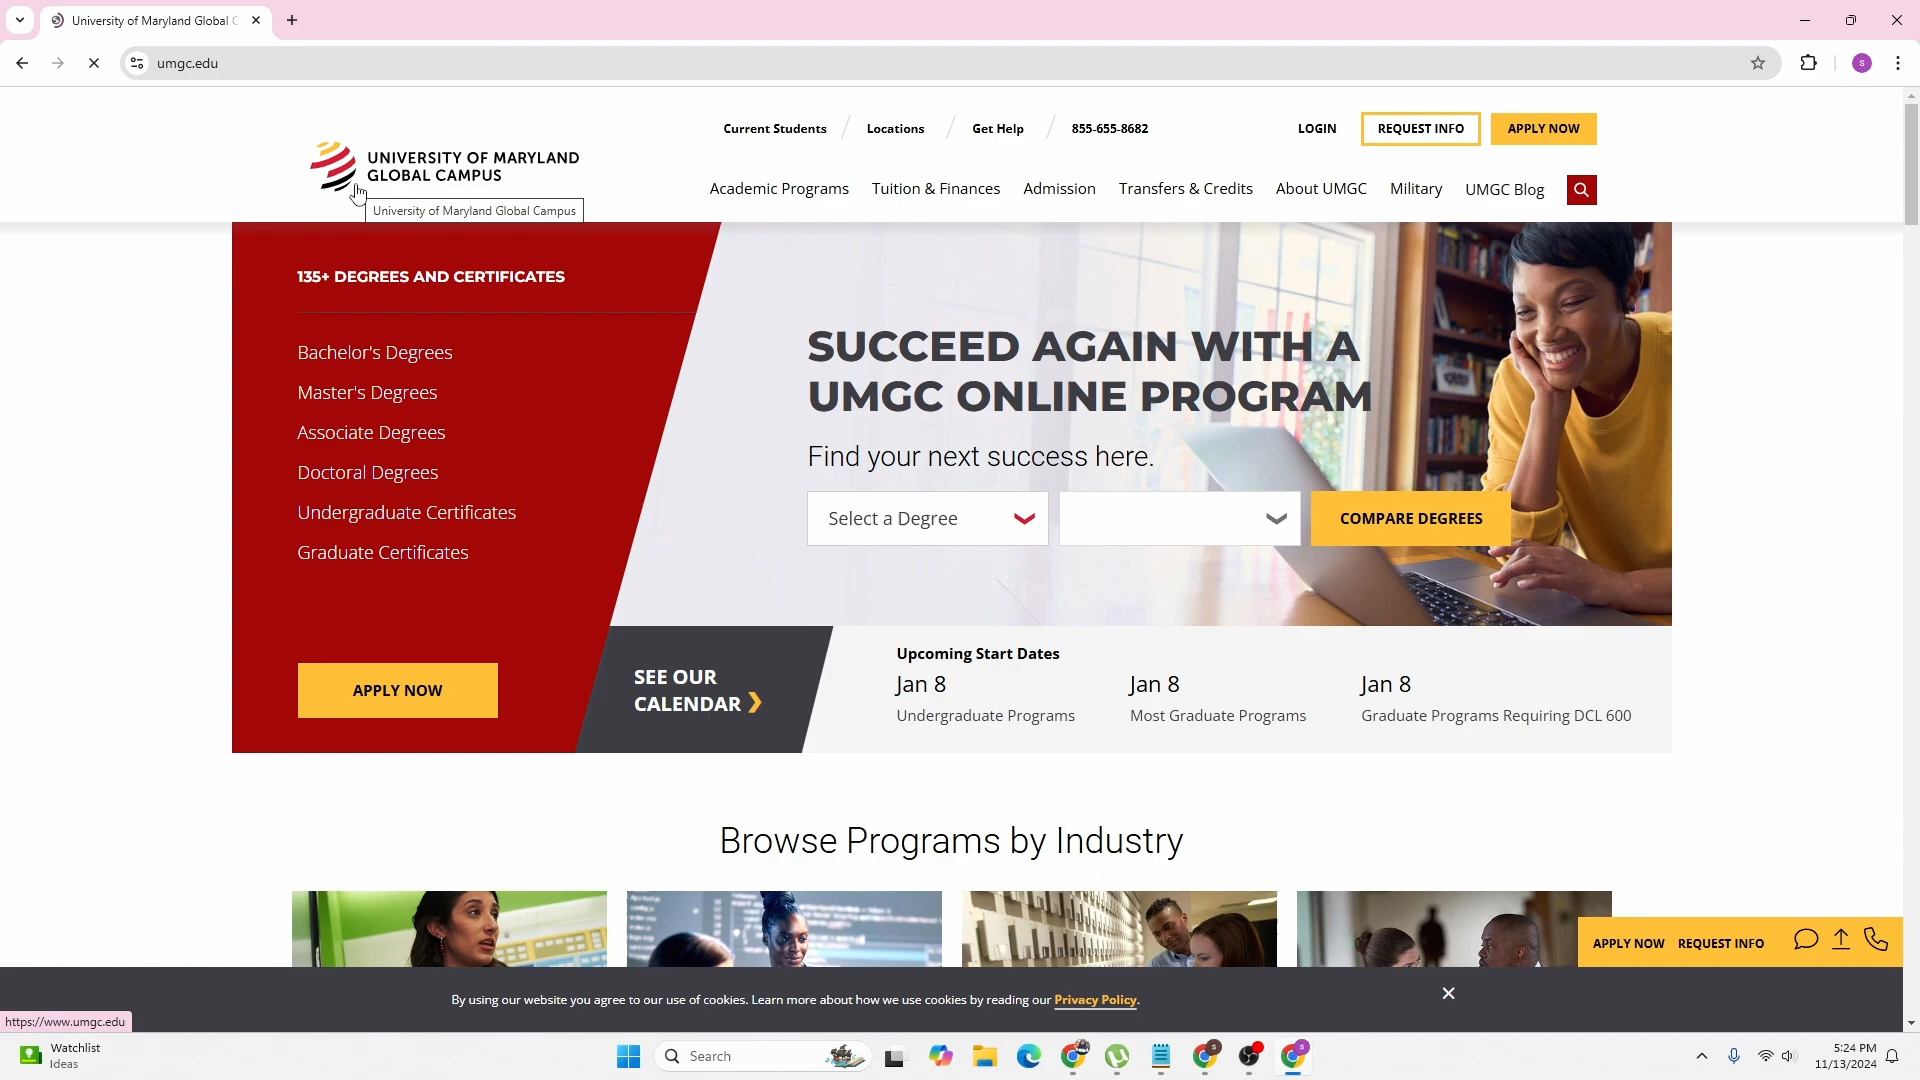 University of Maryland Global C
umgc.edu
S
Current Students
Locations
Get Help
855-655-8682
LOGIN
REQUEST INFO
APPLY NOW
UNIVERSITY OF MARYLAND
GLOBAL CAMPUS
Academic Programs
Tuition & Finances
Admission
Transfers & Credits
About UMGC
Military
UMGC Blog
University of Maryland Global Campus
135+ DEGREES AND CERTIFICATES
Bachelor's Degrees
Master's Degrees
Associate Degrees
Doctoral Degrees
Undergraduate Certificates
Graduate Certificates
APPLY NOW
SUCCEED AGAIN WITH A
UMGC ONLINE PROGRAM
Find your next success here.
Select a Degree
COMPARE DEGREES
SEE OUR
CALENDAR
Upcoming Start Dates
Jan 8
Undergraduate Programs
Jan 8
Most Graduate Programs
Jan 8
Graduate Programs Requiring DCL 600
Browse Programs by Industry
APPLY NOW
REQUEST INFO
By using our website you agree to our use of cookies. Learn more about how we use cookies by reading our Privacy Policy.
https://www.umgc.edu
Watchlist
Ideas
Search
5:24 PM
11/13/2024